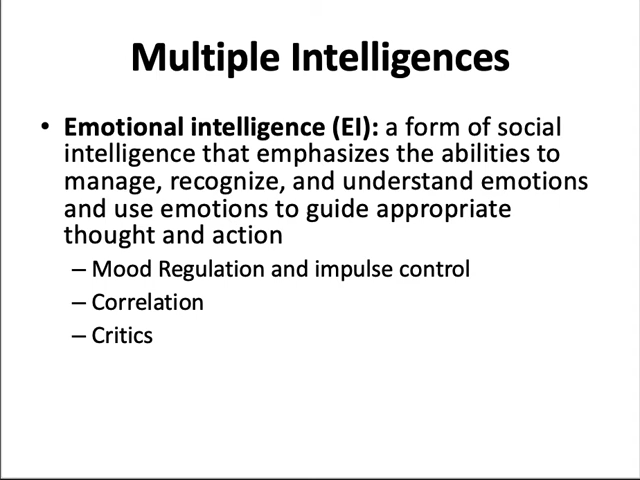 Multiple Intelligences
• Emotional intelligence (EI): a form of social
intelligence that emphasizes the abilities to
manage, recognize, and understand emotions
and use emotions to guide appropriate
thought and action
– Mood Regulation and impulse control
– Correlation
– Critics